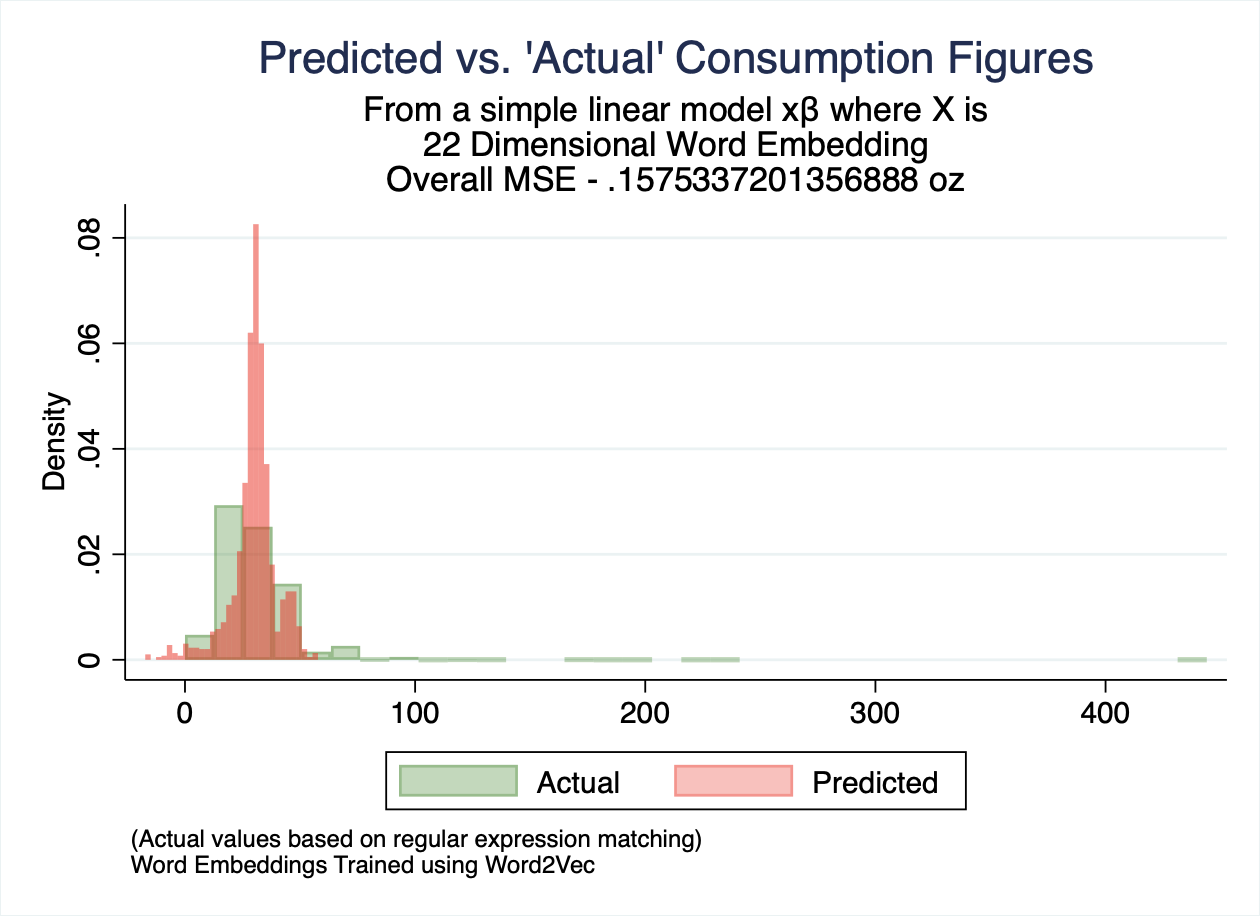 Predicted vs. 'Actual' Consumption Figures
From a simple linear model xβ where X is
22 Dimensional Word Embedding
Overall MSE - .1575337201356888 oz
.08
.06
.04
.02
0
Density
0 100 200 300 400
Actual Predicted
(Actual values based on regular expression matching)
Word Embeddings Trained using Word2Vec